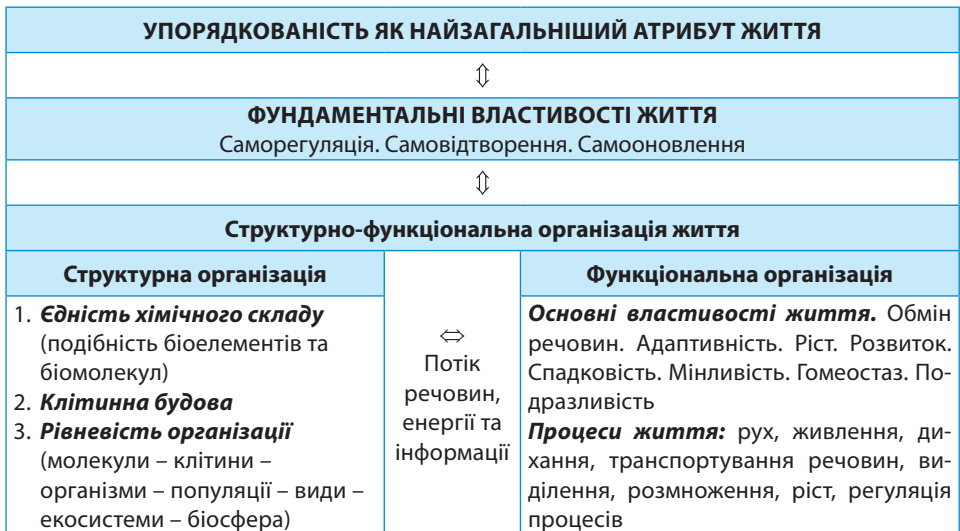 УПОРЯДКОВАНІСТЬ ЯК НАЙЗАГАЛЬНІШИЙ АТРИБУТ ЖИТТЯ
⇕
ФУНДАМЕНТАЛЬНІ ВЛАСТИВОСТІ ЖИТТЯ
Саморегуляція. Самовідтворення. Самооновлення
⇕
Структурно-функціональна організація життя
Структурна організація
1. Єдність хімічного складу
(подібність біоелементів та
біомолекул)
2. Клітинна будова
3. Рівневість організації
(молекули – клітини –
організми – популяції – види –
екосистеми – біосфера)
⇔
Потік
речовин,
енергії та
інформації
Функціональна організація
Основні властивості життя. Обмін
речовин. Адаптивність. Ріст. Розвиток.
Спадковість. Мінливість. Гомеостаз. По-
дразливість
Процеси життя: рух, живлення, ди-
хання, транспортування речовин, ви-
ділення, розмноження, ріст, регуляція
процесів